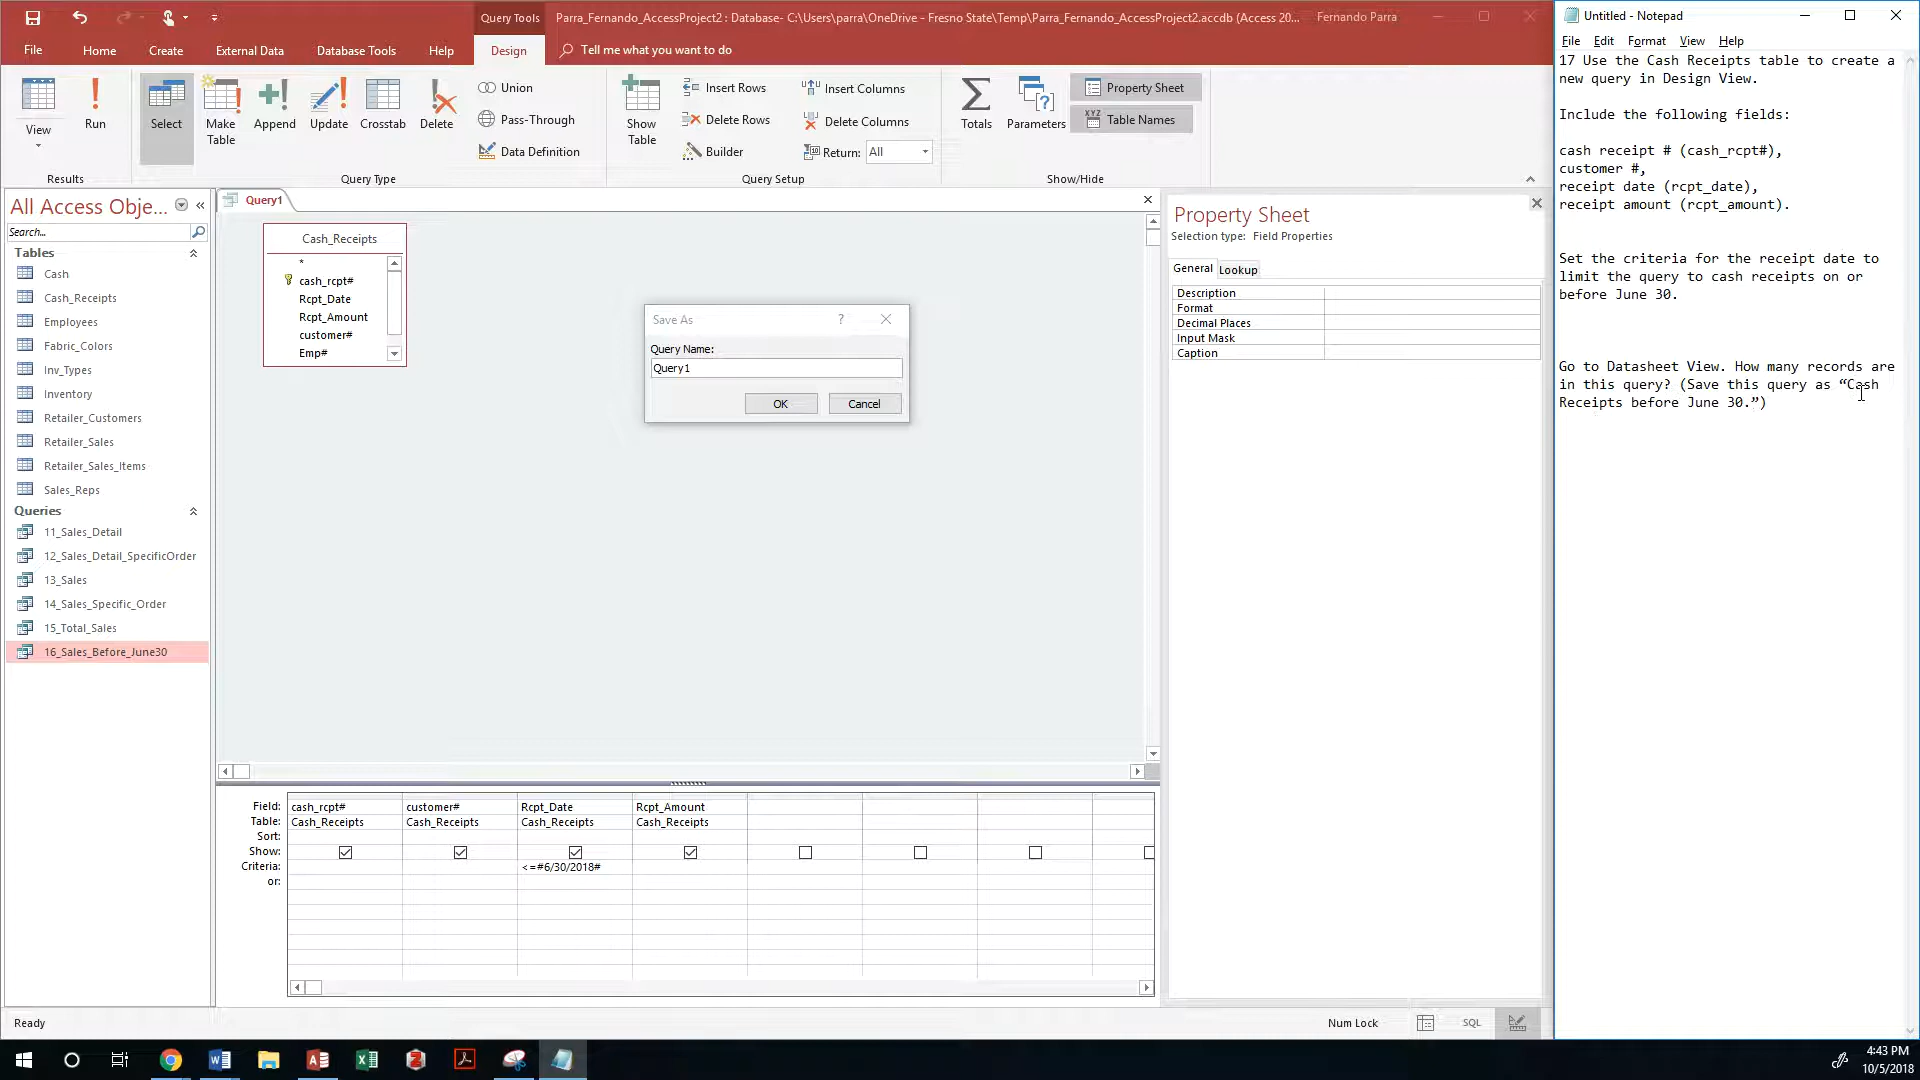 Query Tools
Parra_Fernando_AccessProject2 : Database- C:\Users\parra\OneDrive - Fresno State\Temp\Parra_Fernando_AccessProject2.accdb (Access 20...
Fernando Parra
File
Home
Create
External Data
Database Tools
Help
Design
Tell me what you want to do
View
Run
Select
Make Table
Append
Update
Crosstab
Delete
Union
Pass-Through
Data Definition
Show Table
Insert Rows
Delete Rows
Builder
Insert Columns
Delete Columns
Return: All
Totals
Parameters
Property Sheet
XYZ Table Names
Results
Query Type
Query Setup
Show/Hide
All Access Obje...
Search...
Tables
Cash
Cash_Receipts
Employees
Fabric_Colors
Inv_Types
Inventory
Retailer_Customers
Retailer_Sales
Retailer_Sales_Items
Sales_Reps
Queries
11_Sales_Detail
12_Sales_Detail_SpecificOrder
13_Sales
14_Sales_Specific_Order
15_Total_Sales
16_Sales_Before_June30
Query1
Cash_Receipts
*
cash_rcpt#
Rcpt_Date
Rcpt_Amount
customer#
Emp#
Save As
?
Query Name:
Query1
OK
Cancel
Field: cash_rcpt# customer# Rcpt_Date Rcpt_Amount
Table: Cash_Receipts Cash_Receipts Cash_Receipts Cash_Receipts
Sort:
Show:
Criteria: <=#6/30/2018#
or:
Property Sheet
Selection type: Field Properties
General
Lookup
Description
Format
Decimal Places
Input Mask
Caption
Ready
Num Lock
SQL
Untitled - Notepad
File Edit Format View Help
17 Use the Cash Receipts table to create a
new query in Design View.
Include the following fields:
cash receipt # (cash_rcpt#),
customer #,
receipt date (rcpt_date),
receipt amount (rcpt_amount).
Set the criteria for the receipt date to
limit the query to cash receipts on or
before June 30.
Go to Datasheet View. How many records are
in this query? (Save this query as “Cash
Receipts before June 30.”)
4:43 PM
10/5/2018